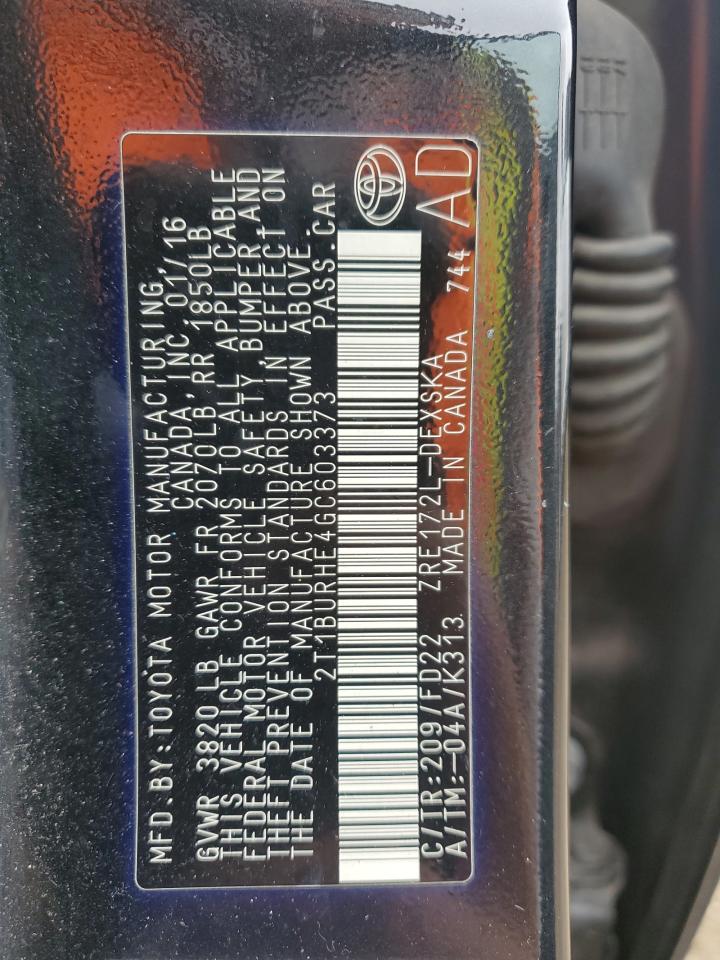 MFD.BY:TOYOTA MOTOR MANUFACTURING,
CANADA,INC. 01/16
GVWR 3820 LB GAWR FR 2070LB,RR 1850LB
THIS VEHICLE CONFORMS TO ALL APPLICABLE
FEDERAL MOTOR VEHICLE SAFETY BUMPER AND
THEFT PREVENTION STANDARDS IN EFFECT ON
THE DATE OF MANUFACTURE SHOWN ABOVE.
2T1BURHE4GC603373 PASS.CAR
C/TR:209/FD22 ZRE172L-DEXSKA
A/TM:-04A/K313 MADE IN CANADA 744 AD